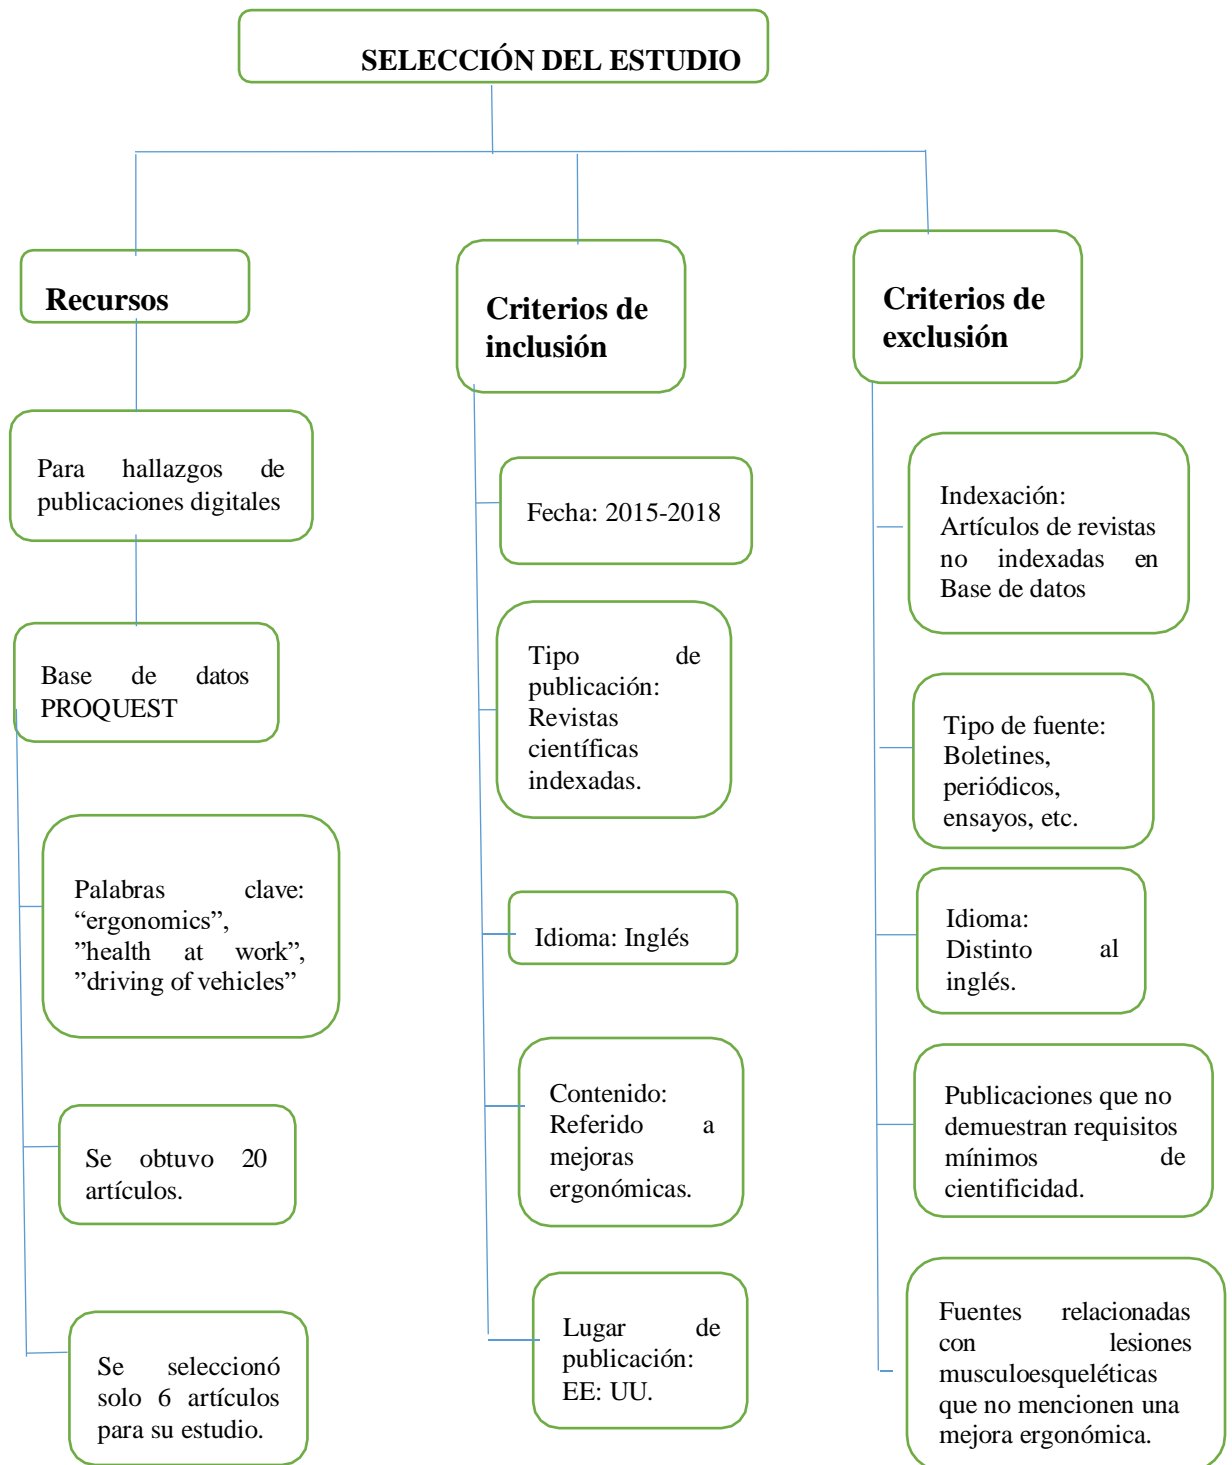 SELECCIÓN DEL ESTUDIO
Recursos
Para hallazgos de
publicaciones digitales
Base de datos
PROQUEST
Palabras clave:
“ergonomics”,
”health at work”,
”driving of vehicles”
Se obtuvo 20
artículos.
Se seleccionó
solo 6 artículos
para su estudio.
Criterios de
inclusión
Fecha: 2015-2018
Tipo de
publicación:
Revistas
científicas
indexadas.
Idioma: Inglés
Contenido:
Referido a
mejoras
ergonómicas.
Lugar de
publicación:
EE: UU.
Criterios de
exclusión
Indexación:
Artículos de revistas
no indexadas en
Base de datos
Tipo de fuente:
Boletines,
periódicos,
ensayos, etc.
Idioma:
Distinto al
inglés.
Publicaciones que no
demuestran requisitos
mínimos de
cientificidad.
Fuentes relacionadas
con lesiones
musculoesqueléticas
que no mencionen una
mejora ergonómica.